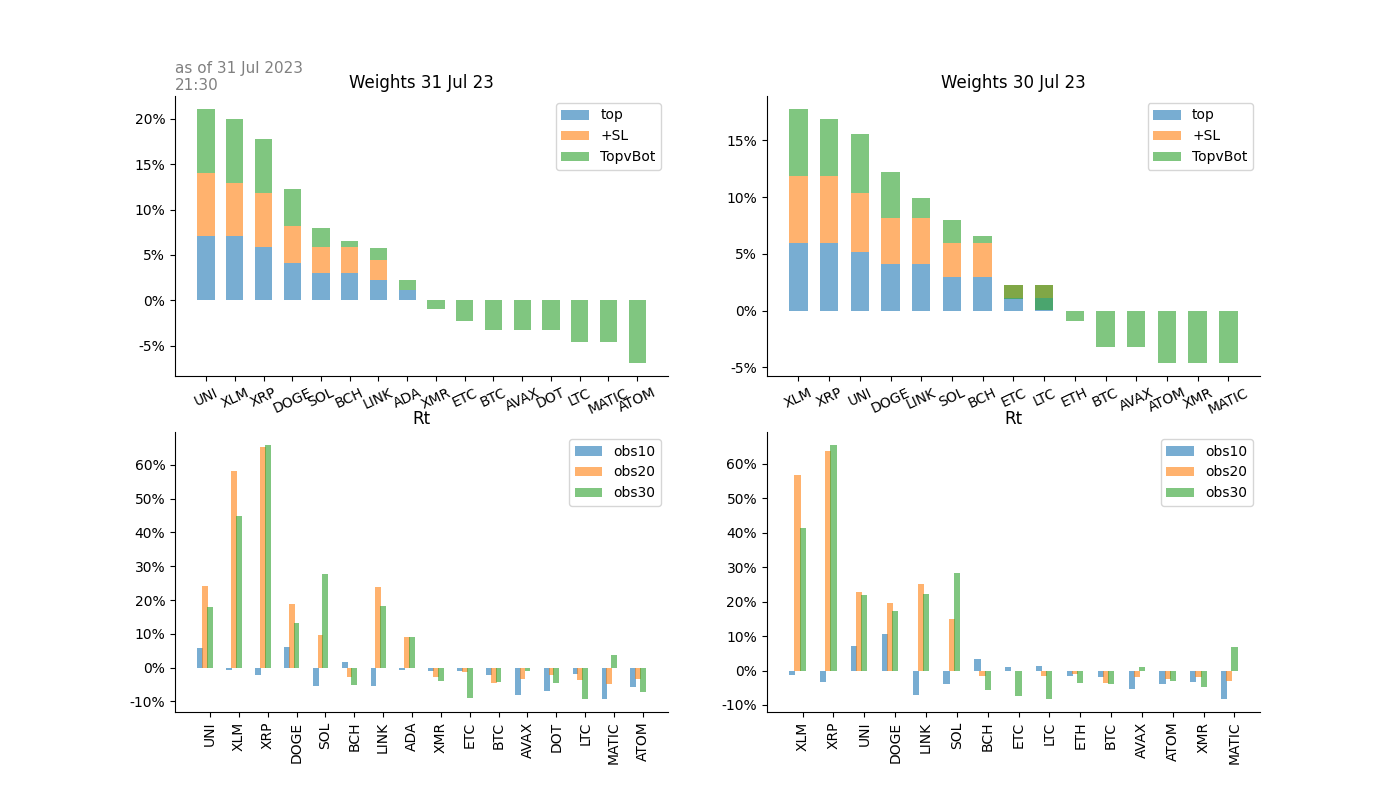 as of 31 Jul 2023
21:30
Weights 31 Jul 23
20%
15%
10%
5%
0%
-5%
top
+SL
TopvBot
UNI XLM XRP DOGE SOL BCH LINK ADA XMR ETC BTC AVAX DOT LTC MATIC ATOM
Weights 30 Jul 23
15%
10%
5%
0%
-5%
top
+SL
TopvBot
XLM XRP UNI DOGE LINK SOL BCH ETC LTC ETH BTC AVAX ATOM XMR MATIC
Rt
60%
50%
40%
30%
20%
10%
0%
-10%
obs10
obs20
obs30
UNI XLM XRP DOGE SOL BCH LINK ADA XMR ETC BTC AVAX DOT LTC MATIC ATOM
Rt
60%
50%
40%
30%
20%
10%
0%
-10%
obs10
obs20
obs30
XLM XRP UNI DOGE LINK SOL BCH ETC LTC ETH BTC AVAX ATOM XMR MATIC